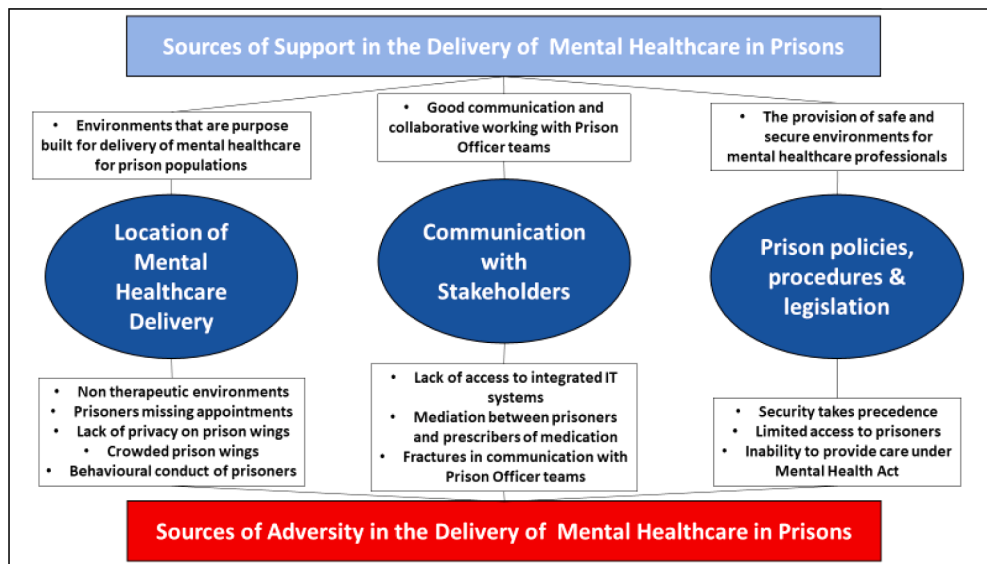 Sources of Support in the Delivery of Mental Healthcare in Prisons
• Environments that are purpose
built for delivery of mental healthcare
for prison populations
• Good communication and
collaborative working with Prison
Officer teams
• The provision of safe and
secure environments for
mental healthcare professionals
Location of
Mental
Healthcare
Delivery
Communication
with
Stakeholders
Prison policies,
procedures &
legislation
• Non therapeutic environments
• Prisoners missing appointments
• Lack of privacy on prison wings
• Crowded prison wings
• Behavioural conduct of prisoners
• Lack of access to integrated IT
systems
• Mediation between prisoners
and prescribers of medication
• Fractures in communication with
Prison Officer teams
• Security takes precedence
• Limited access to prisoners
• Inability to provide care under
Mental Health Act
Sources of Adversity in the Delivery of Mental Healthcare in Prisons